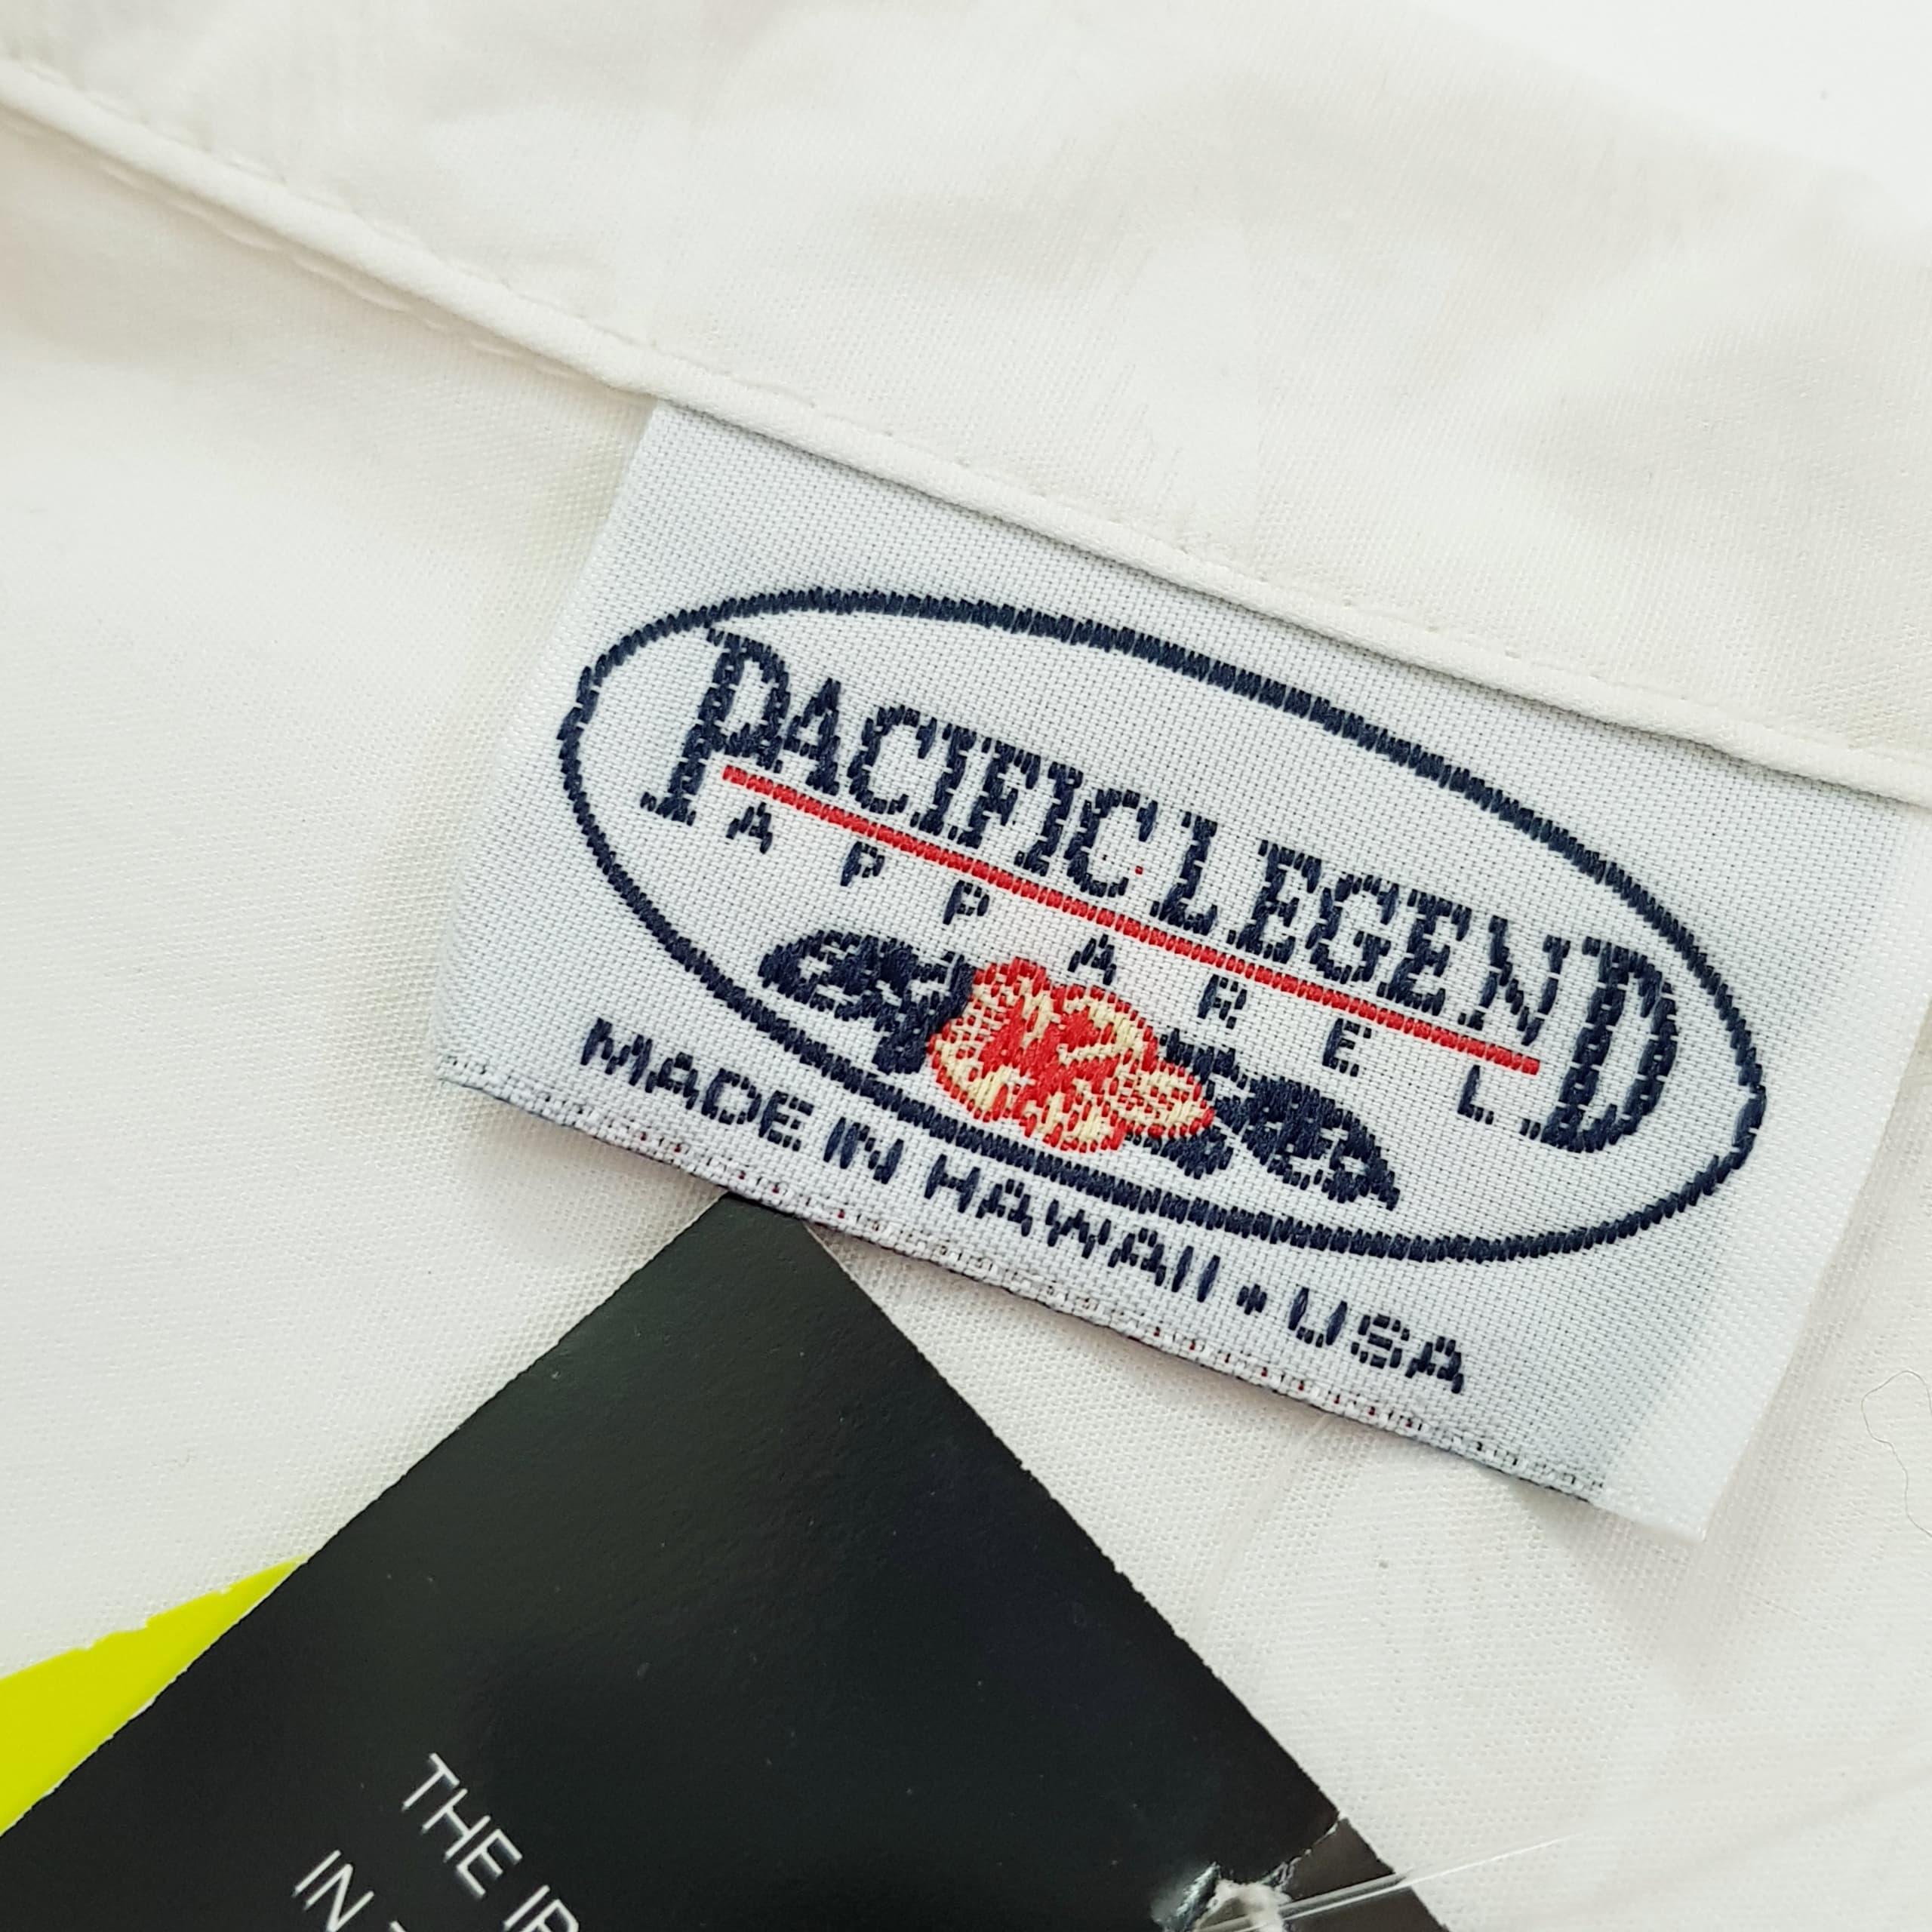 PACIFIC LEGEND
APPAREL
MADE IN HAWAII • USA
THE
IN